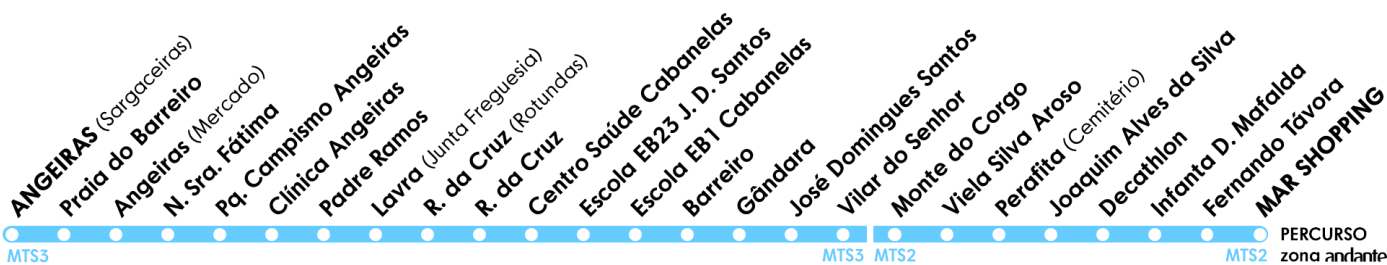 ANGEIRAS (Sargaceiras)
Praia do Barreiro
Angeiras (Mercado)
N. Sra. Fátima
Pq. Campismo Angeiras
Clínica Angeiras
Padre Ramos
Lavra (Junta Freguesia)
R. da Cruz (Rotundas)
R. da Cruz
Centro Saúde Cabanelas
Escola EB23 J. D. Santos
Escola EB1 Cabanelas
Barreiro
Gândara
José Domingues Santos
Vilar do Senhor
Monte do Corgo
Viela Silva Aroso
Perafita (Cemitério)
Joaquim Alves da Silva
Decathlon
Infanta D. Mafalda
Fernando Távora
MAR SHOPPING
PERCURSO
MTS3 MTS3 MTS2 MTS2 zona andante